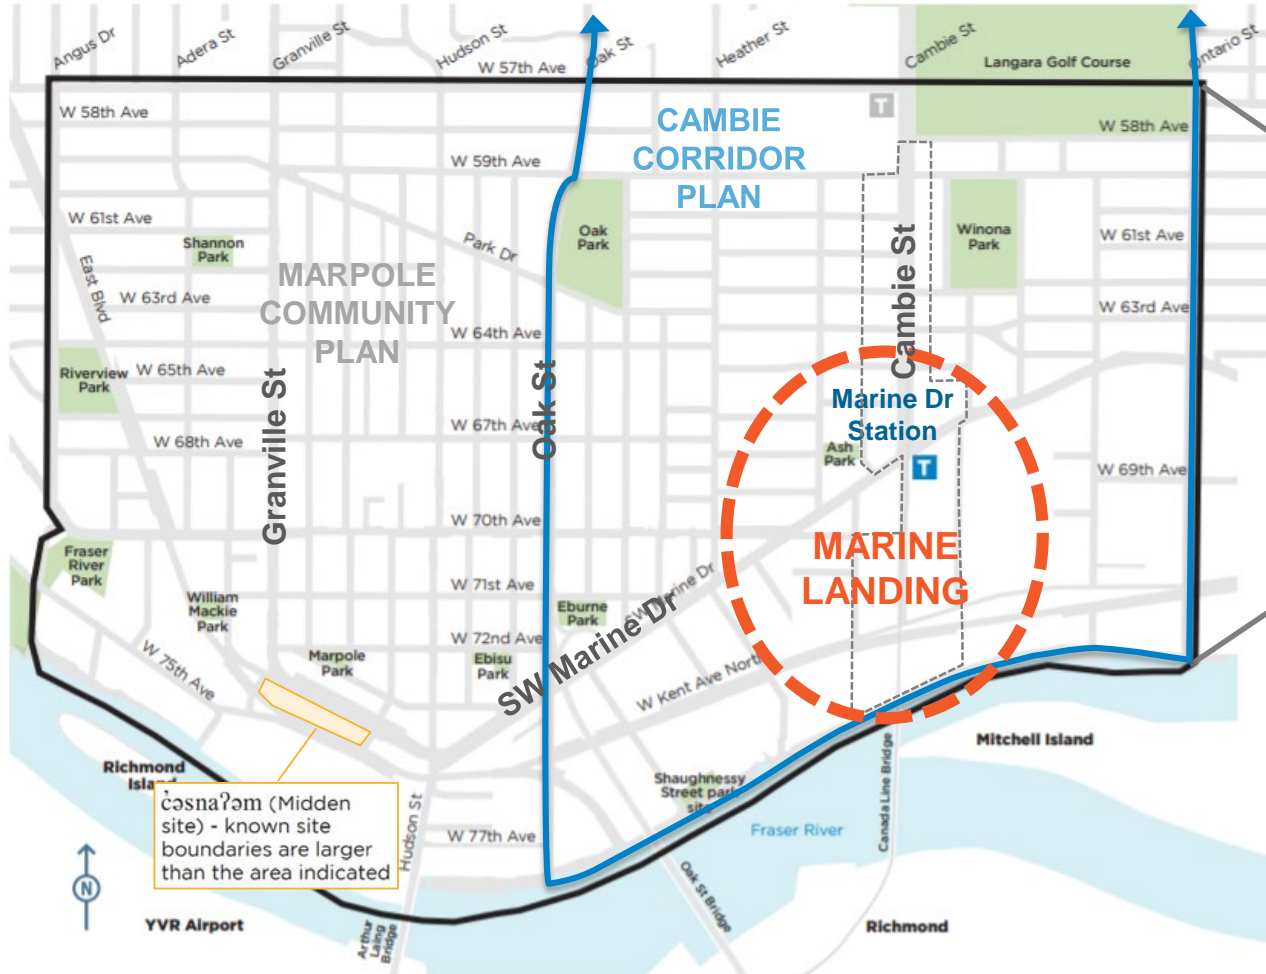 Angus Dr
Adera St
Granville St
Hudson St
Oak St
Heather St
Cambie St
Ontario St
W 57th Ave
Langara Golf Course
T
W 58th Ave
W 58th Ave
CAMBIE
CORRIDOR
PLAN
W 59th Ave
W 61st Ave
Shannon
Park
Park Dr
Oak
Park
Winona
Park
W 61st Ave
East Blvd
MARPOLE
COMMUNITY
PLAN
W 63rd Ave
W 63rd Ave
W 64th Ave
Cambie St
Riverview
Park
W 65th Ave
Granville St
Oak St
Marine Dr
Station
W 67th Ave
W 68th Ave
Ash
Park
T
W 69th Ave
W 70th Ave
MARINE
LANDING
Fraser
River
Park
W 71st Ave
William
Mackie
Park
Eburne
Park
SW Marine Dr
SW Marine Dr
W 72nd Ave
Ebisu
Park
Marpole
Park
W 75th Ave
W Kent Ave North
Mitchell Island
Richmond
Island
Shaughnessy
Street park
site
Canada Line Bridge
c̓əsnaʔəm (Midden
site) - known site
boundaries are larger
than the area indicated
Hudson St
W 77th Ave
Fraser River
N
Oak St Bridge
YVR Airport
Arthur
Laing
Bridge
Richmond